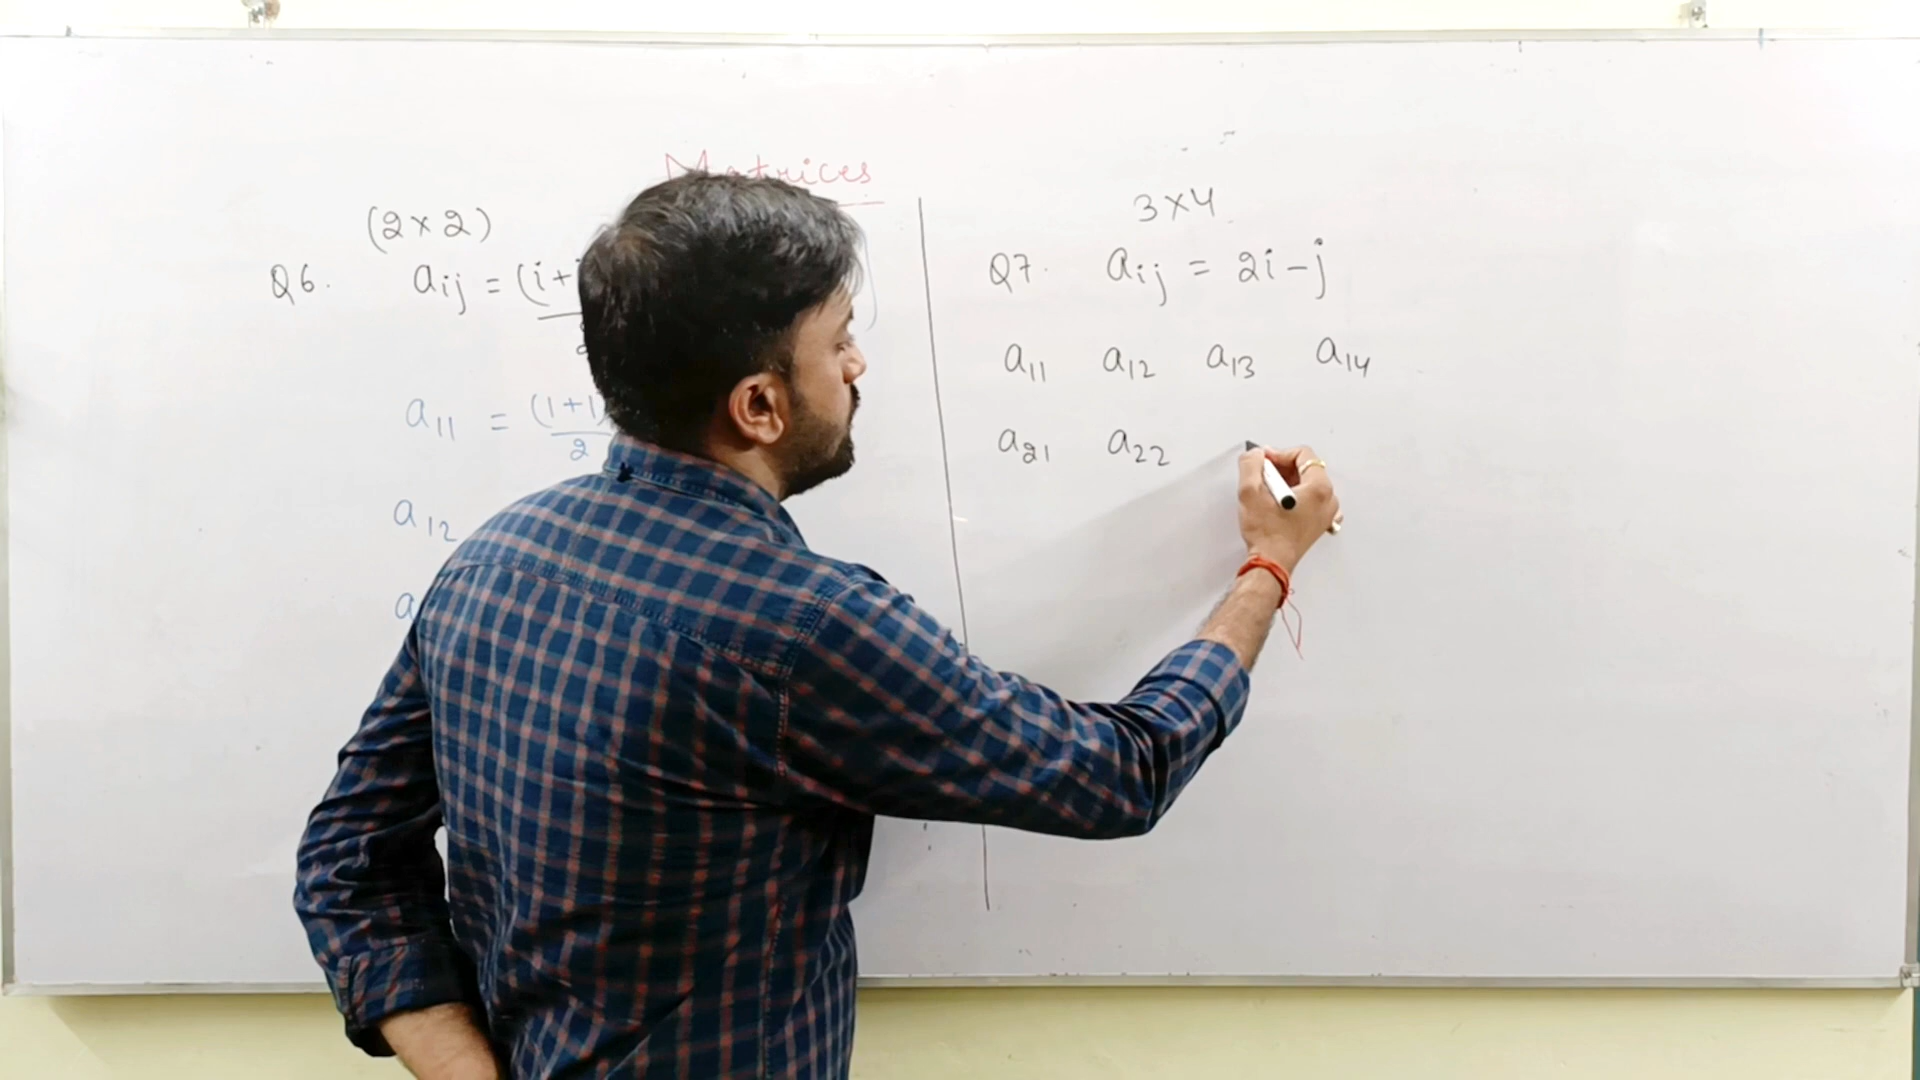 Matrices
(2×2)
Q6. aij = (i+
a11 = (1+1)
2
a12
a
3×4
Q7. aij = 2i-j
a11 a12 a13 a14
a21 a22